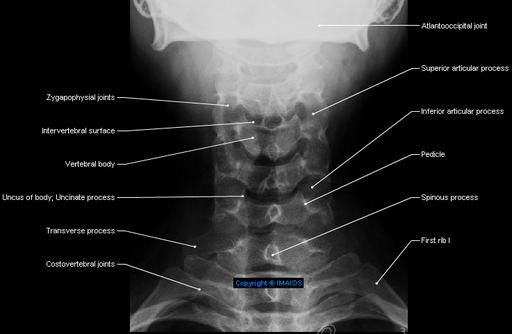 Atlantooccipital joint
Superior articular process
Zygapophysial joints
Inferior articular process
Intervertebral surface
Pedicle
Vertebral body
Uncus of body; Uncinate process
Spinous process
Transverse process
First rib I
Costovertebral joints
Copyright © IMAIOS